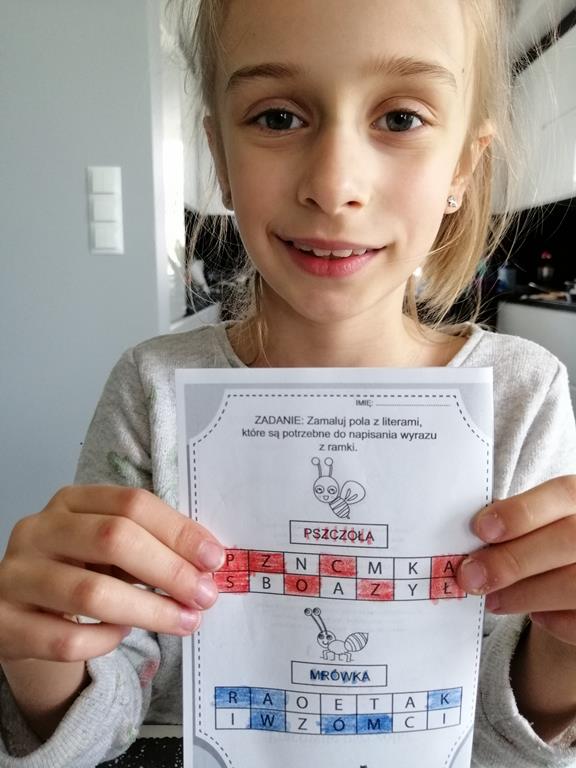 IMIĘ: ..............................
ZADANIE: Zamaluj pola z literami,
które są potrzebne do napisania wyrazu
z ramki.
PSZCZOŁA
P Z N C M K A
S B O A Z Y Ł
MRÓWKA
R A O E T A K
I W Z Ó M C I